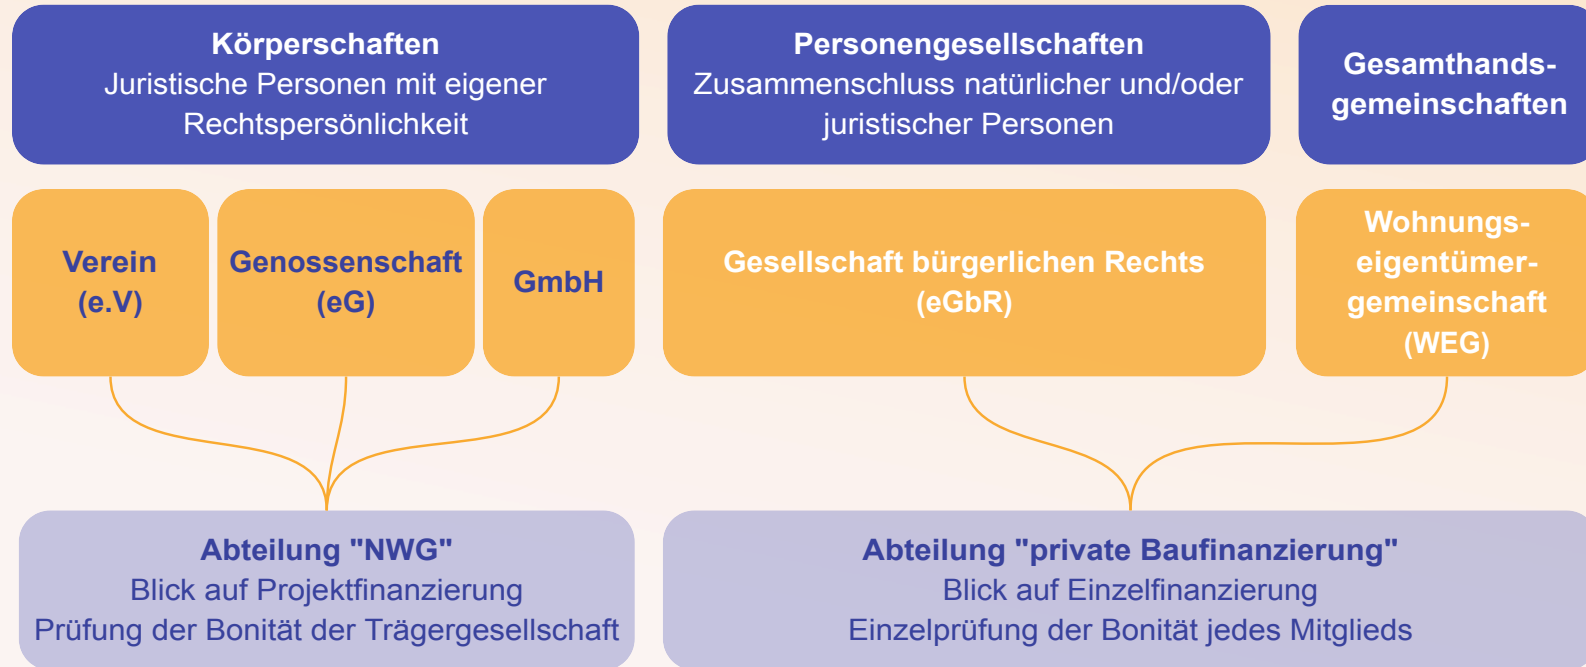 Körperschaften
Juristische Personen mit eigener
Rechtspersönlichkeit
Personengesellschaften
Zusammenschluss natürlicher und/oder
juristischer Personen
Gesamthands-
gemeinschaften
Verein
(e.V)
Genossenschaft
(eG)
GmbH
Gesellschaft bürgerlichen Rechts
(eGbR)
Wohnungs-
eigentümer-
gemeinschaft
(WEG)
Abteilung "NWG"
Blick auf Projektfinanzierung
Prüfung der Bonität der Trägergesellschaft
Abteilung "private Baufinanzierung"
Blick auf Einzelfinanzierung
Einzelprüfung der Bonität jedes Mitglieds